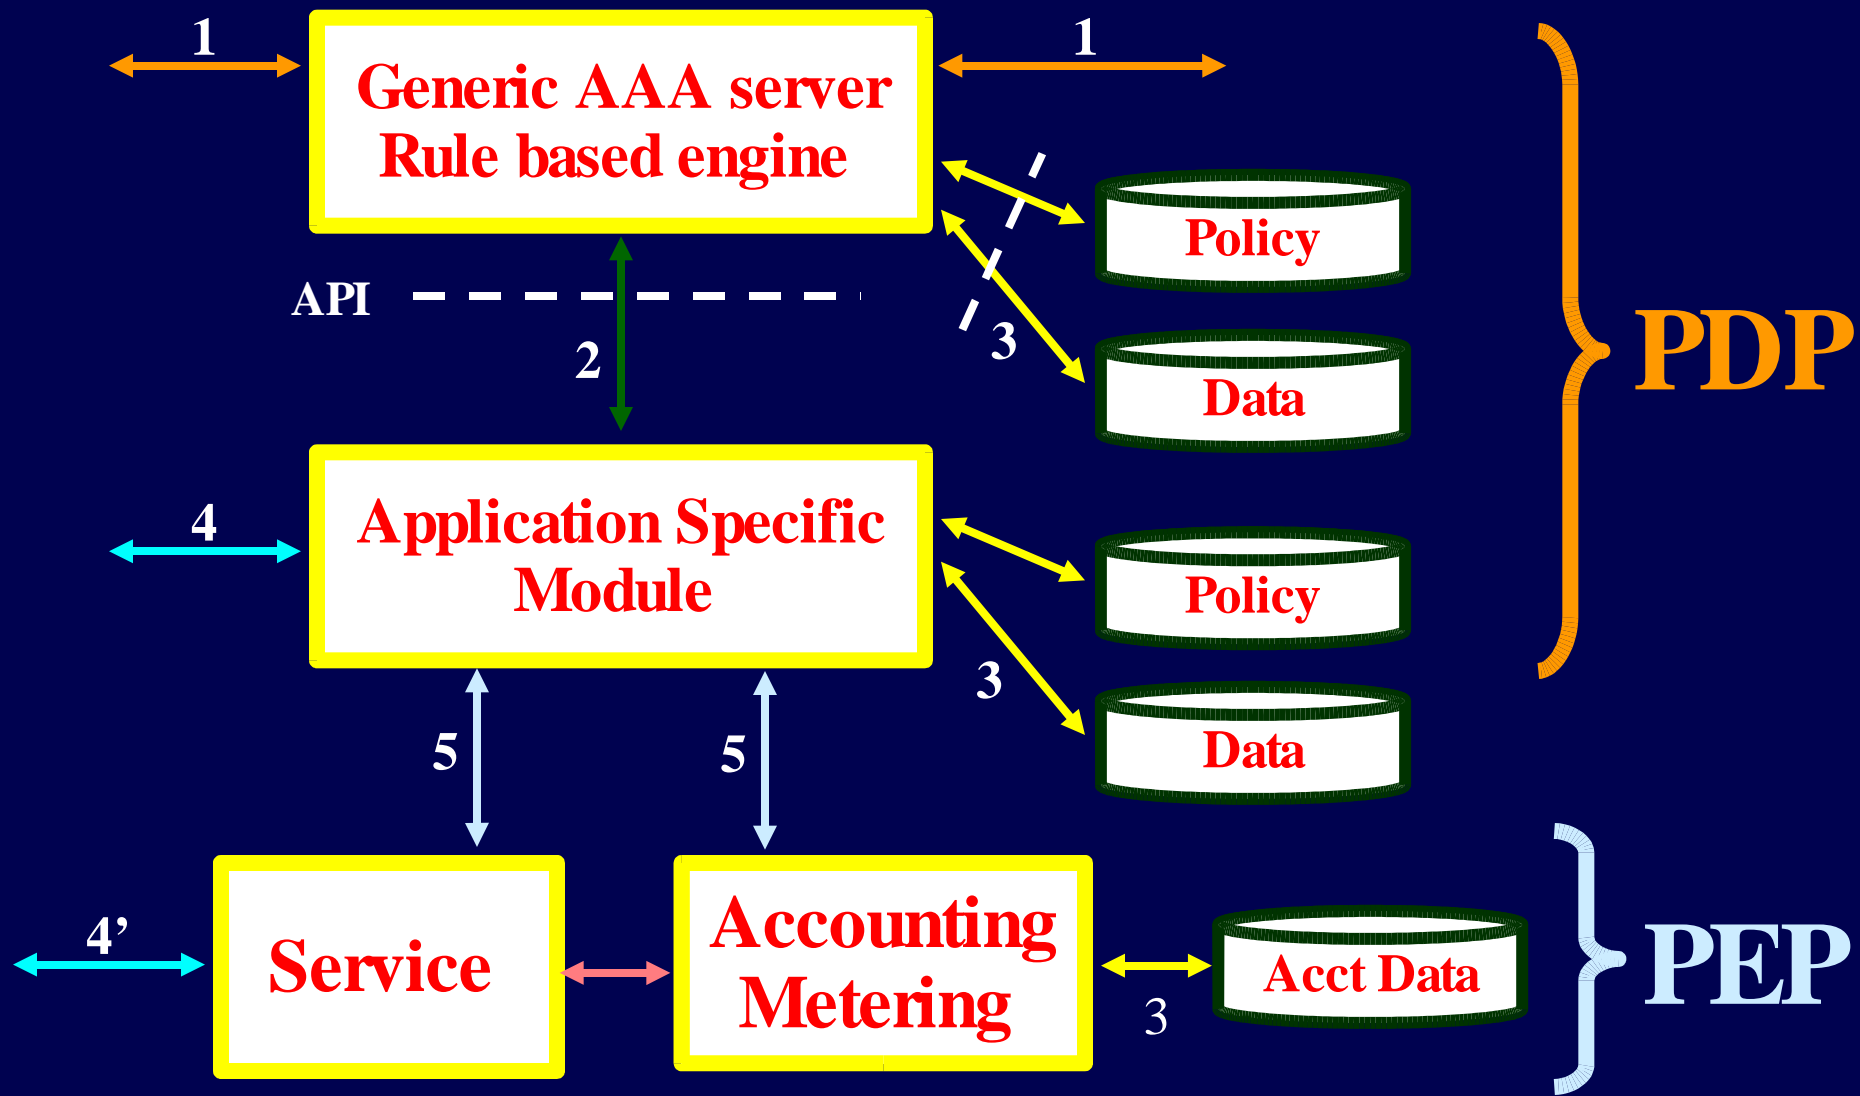 1
1
Generic AAA server
Rule based engine
Policy
API
3
2
Data
PDP
4
Application Specific
Module
Policy
3
5
5
Data
4’
Service
Accounting
Metering
Acct Data
3
PEP